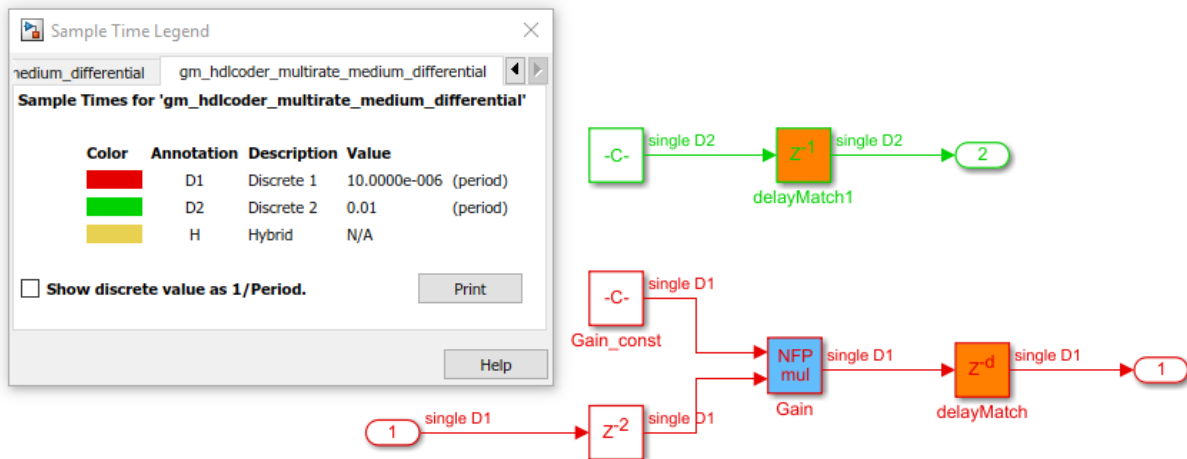 Sample Time Legend
nedium_differential
gm_hdlcoder_multirate_medium_differential
Sample Times for 'gm_hdlcoder_multirate_medium_differential'
Color Annotation Description Value
D1 Discrete 1 10.0000e-006 (period)
D2 Discrete 2 0.01 (period)
H Hybrid N/A
Show discrete value as 1/Period.
Print
Help
-C-
single D2
Z-1
single D2
2
delayMatch1
-C-
single D1
Gain_const
NFP
mul
single D1
Z-d
single D1
1
Gain
delayMatch
1
single D1
Z-2
single D1